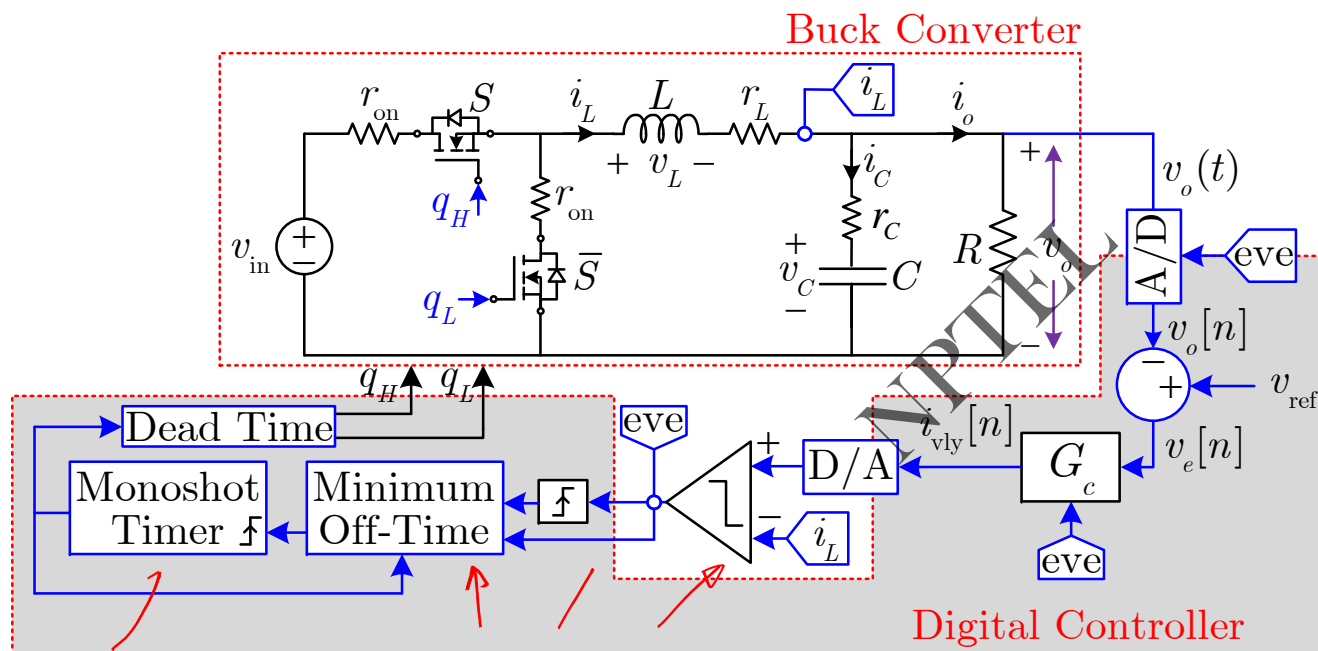 Buck Converter
r_on
S
i_L
L
r_L
i_L
i_o
+ v_L −
i_C
+
v_o(t)
q_H
r_on
r_C
A/D
eve
v_in
+
−
S̅
+
v_C
−
C
R
v_o
q_L
−
v_o[n]
NPTEL
q_H
q_L
−
+
v_ref
Dead Time
eve
i_vly[n]
v_e[n]
+
D/A
G_c
Monoshot
Timer
Minimum
Off-Time
−
i_L
eve
Digital Controller